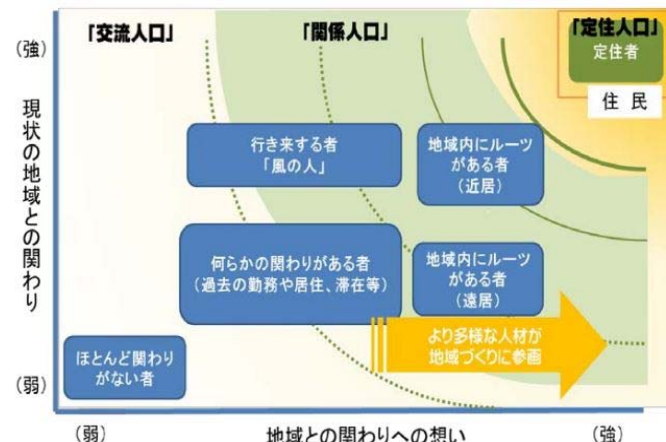 「交流人口」
「関係人口」
「定住人口」
定住者
住 民
(強)
現状の地域との関わり
(弱)
行き来する者
「風の人」
地域内にルーツ
がある者
(近居)
何らかの関わりがある者
(過去の勤務や居住、滞在等)
地域内にルーツ
がある者
(遠居)
より多様な人材が
地域づくりに参画
ほとんど関わり
がない者
(弱)
地域との関わりへの想い
(強)